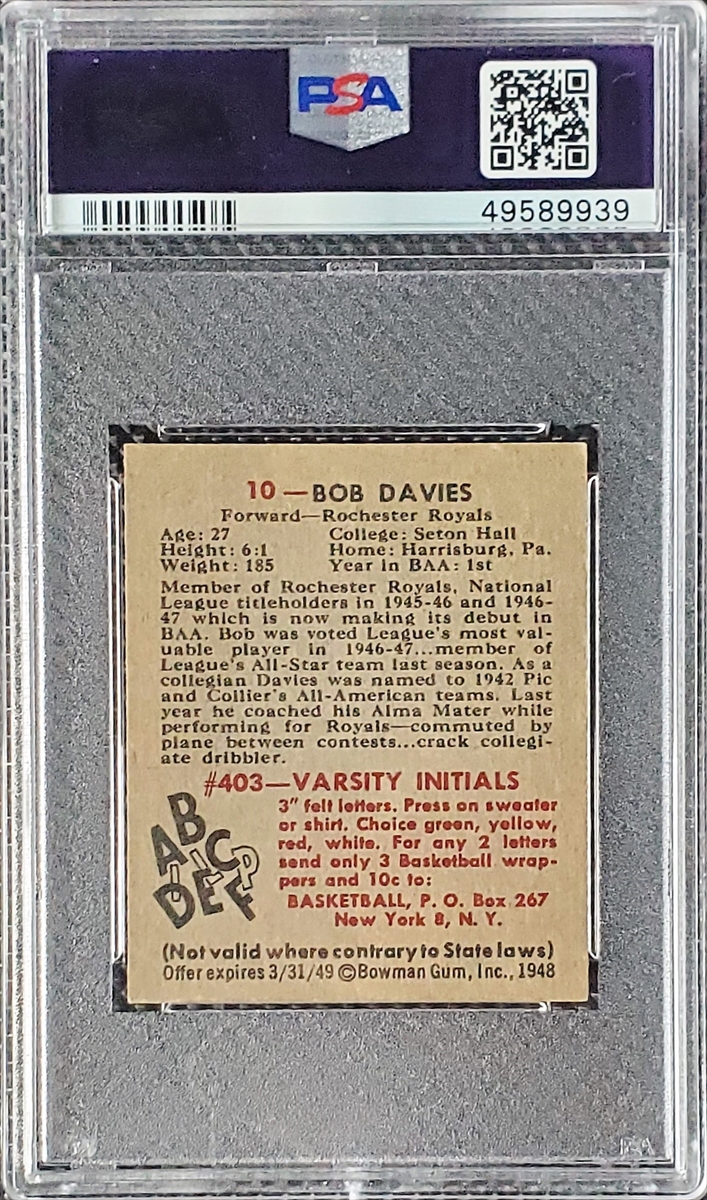 PSA
49589939
10—BOB DAVIES
Forward—Rochester Royals
Age: 27 College: Seton Hall
Height: 6:1 Home: Harrisburg, Pa.
Weight: 185 Year in BAA: 1st
Member of Rochester Royals, National
League titleholders in 1945-46 and 1946-
47 which is now making its debut in
BAA. Bob was voted League's most val-
uable player in 1946-47...member of
League's All-Star team last season. As a
collegian Davies was named to 1942 Pic
and Collier's All-American teams. Last
year he coached his Alma Mater while
performing for Royals—commuted by
plane between contests...crack collegi-
ate dribbler.
#403—VARSITY INITIALS
3" felt letters. Press on sweater
or shirt. Choice green, yellow,
red, white. For any 2 letters
send only 3 Basketball wrap-
pers and 10c to:
BASKETBALL, P. O. Box 267
New York 8, N. Y.
A B C
D E F
(Not valid where contrary to State laws)
Offer expires 3/31/49 ©Bowman Gum, Inc., 1948